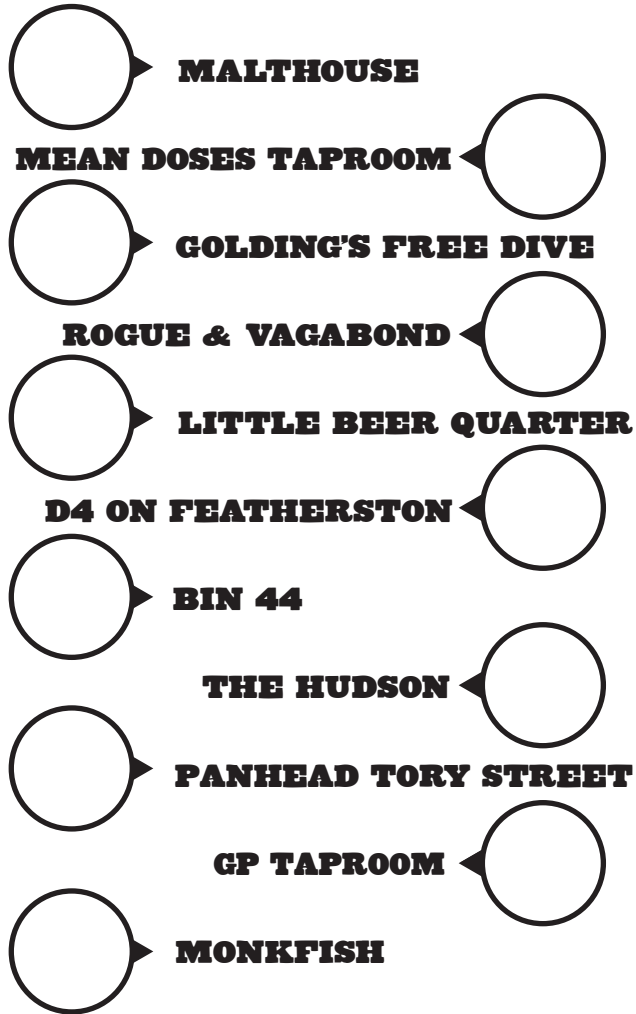 MALTHOUSE
MEAN DOSES TAPROOM
GOLDING'S FREE DIVE
ROGUE & VAGABOND
LITTLE BEER QUARTER
D4 ON FEATHERSTON
BIN 44
THE HUDSON
PANHEAD TORY STREET
GP TAPROOM
MONKFISH